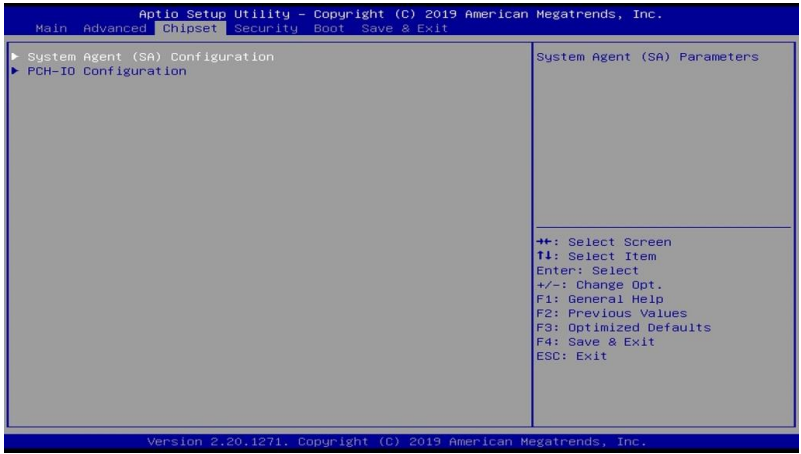 Aptio Setup Utility – Copyright (C) 2019 American Megatrends, Inc.
Main Advanced Chipset Security Boot Save & Exit
► System Agent (SA) Configuration
► PCH-IO Configuration
System Agent (SA) Parameters
→←: Select Screen
↑↓: Select Item
Enter: Select
+/-: Change Opt.
F1: General Help
F2: Previous Values
F3: Optimized Defaults
F4: Save & Exit
ESC: Exit
Version 2.20.1271. Copyright (C) 2019 American Megatrends, Inc.